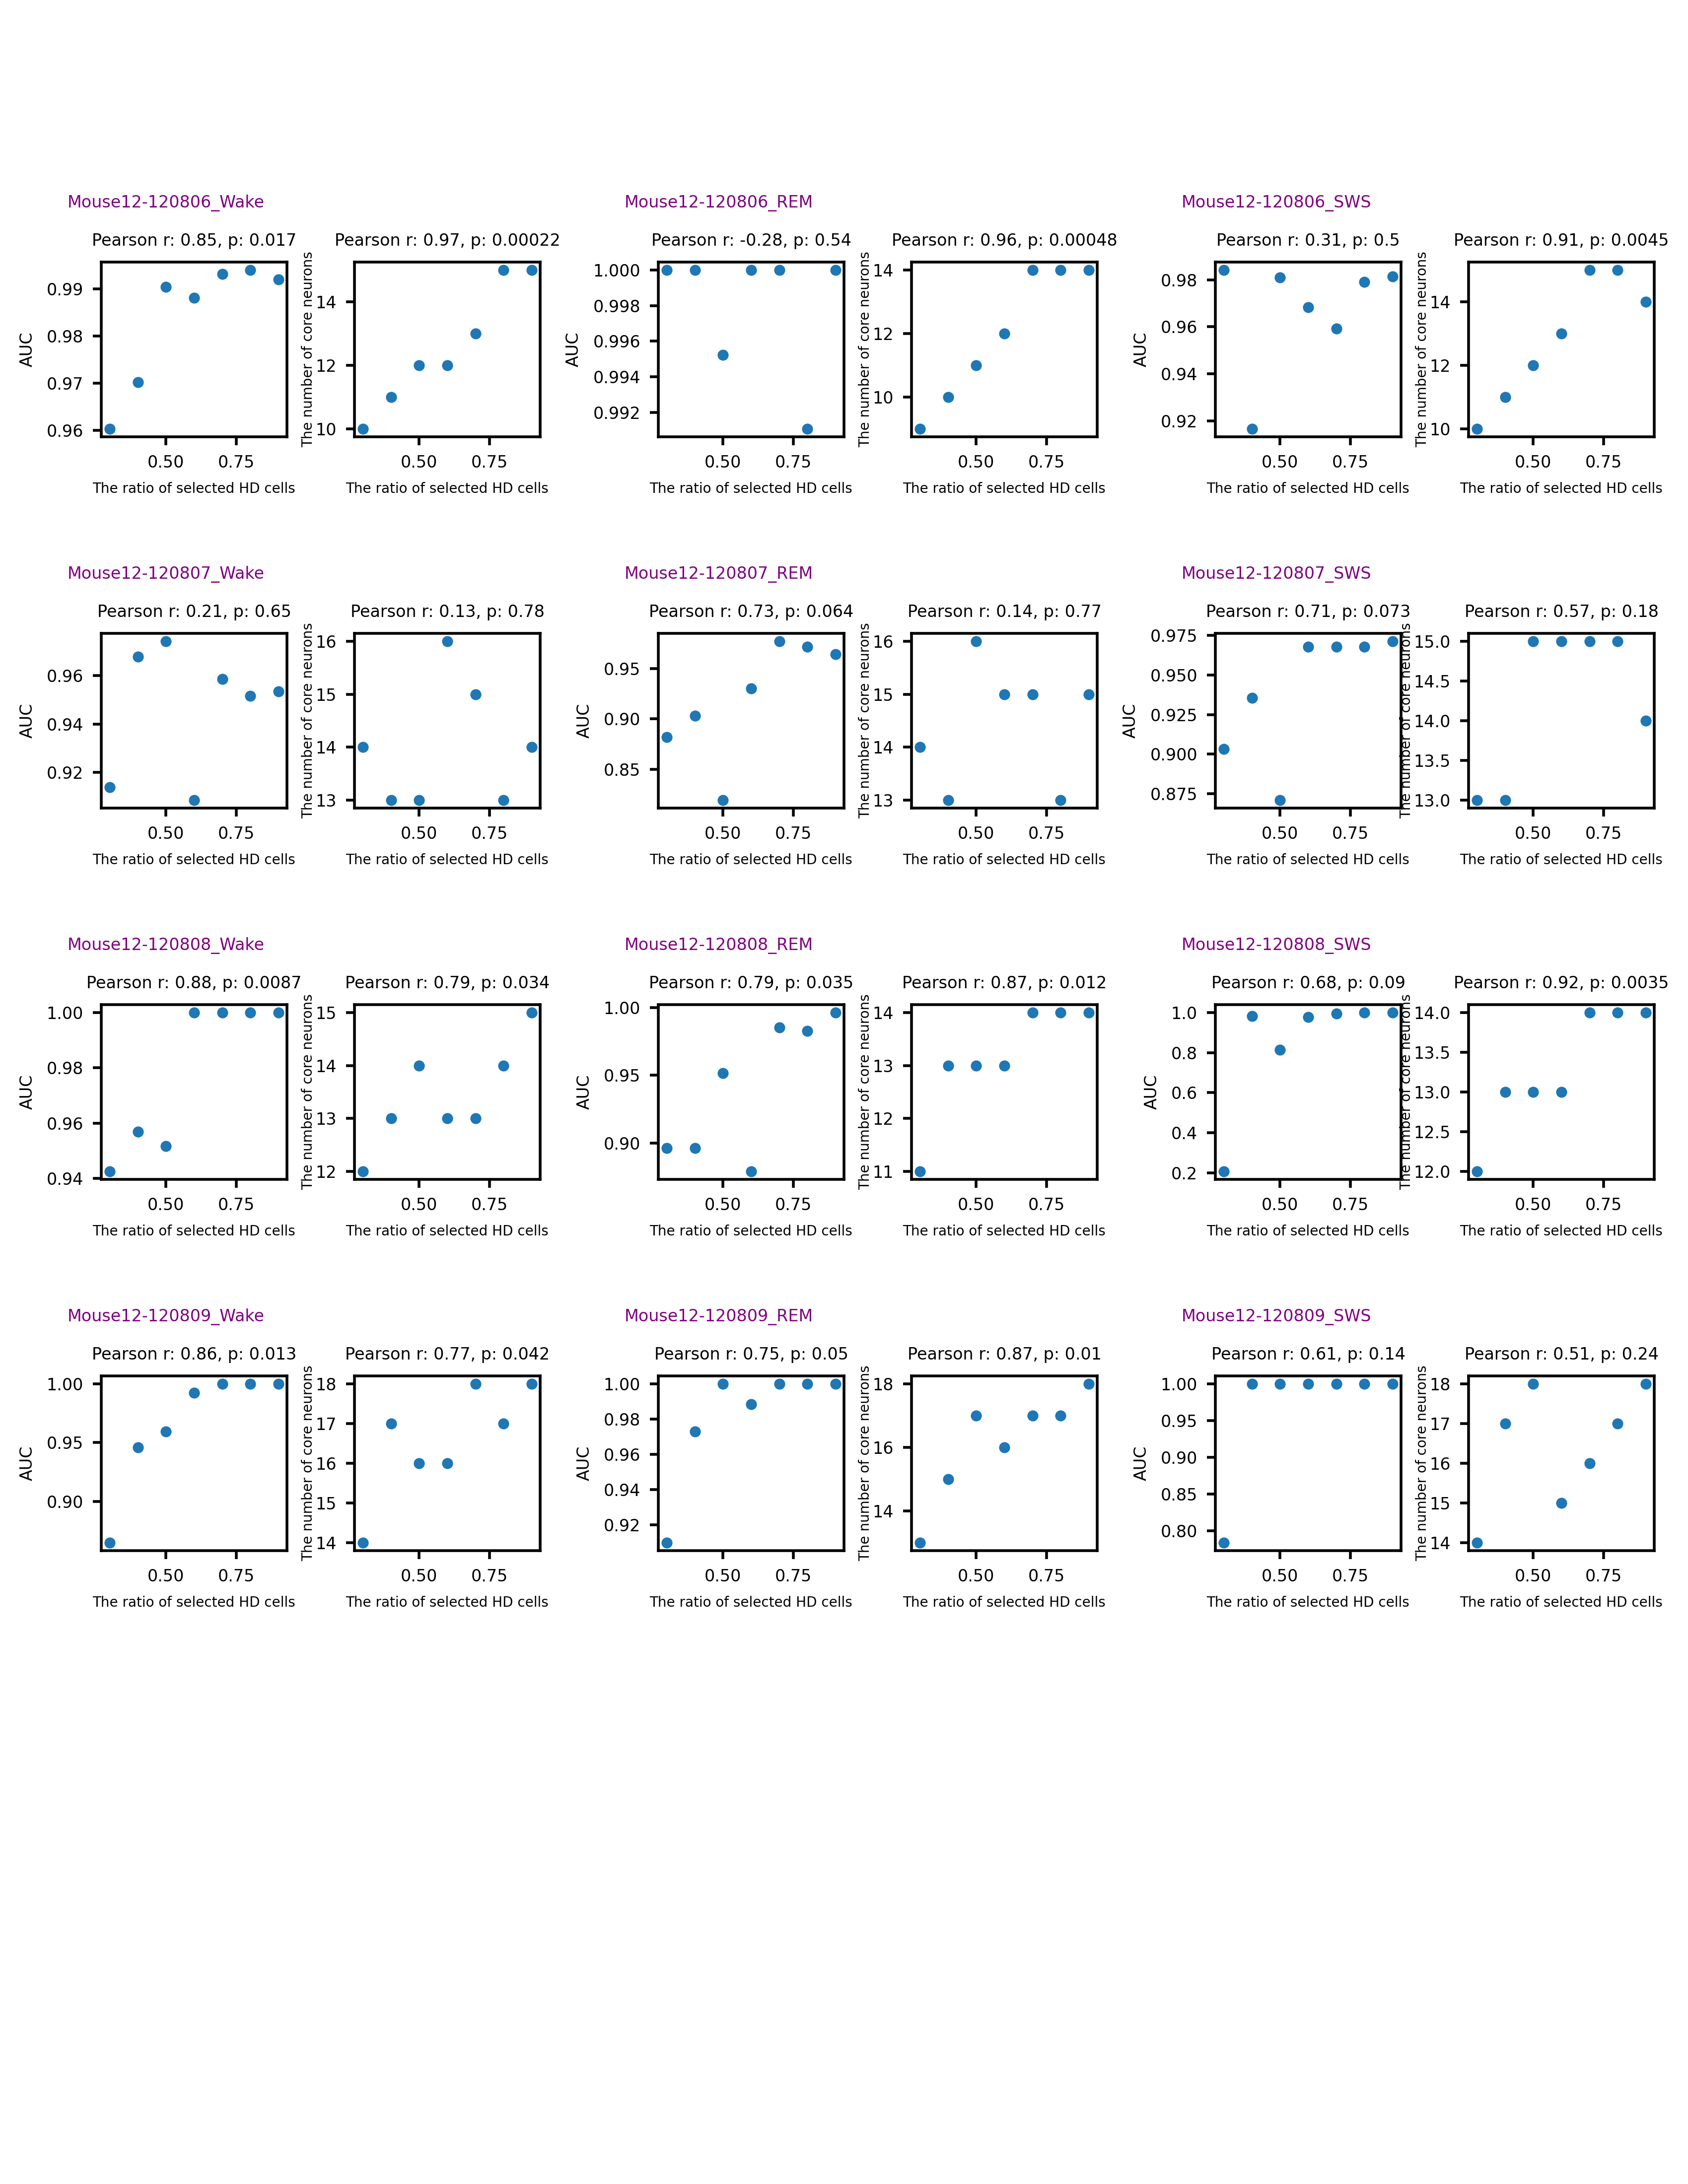 Mouse12-120806_Wake Mouse12-120806_REM Mouse12-120806_SWS
Pearson r: 0.85, p: 0.017 Pearson r: 0.97, p: 0.00022 Pearson r: -0.28, p: 0.54 Pearson r: 0.96, p: 0.00048 Pearson r: 0.31, p: 0.5 Pearson r: 0.91, p: 0.0045
AUC
0.99
0.98
0.97
0.96
0.50 0.75
The ratio of selected HD cells
The number of core neurons
14
12
10
0.50 0.75
The ratio of selected HD cells
AUC
1.000
0.998
0.996
0.994
0.992
0.50 0.75
The ratio of selected HD cells
The number of core neurons
14
12
10
0.50 0.75
The ratio of selected HD cells
AUC
0.98
0.96
0.94
0.92
0.50 0.75
The ratio of selected HD cells
The number of core neurons
14
12
10
0.50 0.75
The ratio of selected HD cells
Mouse12-120807_Wake Mouse12-120807_REM Mouse12-120807_SWS
Pearson r: 0.21, p: 0.65 Pearson r: 0.13, p: 0.78 Pearson r: 0.73, p: 0.064 Pearson r: 0.14, p: 0.77 Pearson r: 0.71, p: 0.073 Pearson r: 0.57, p: 0.18
AUC
0.96
0.94
0.92
0.50 0.75
The ratio of selected HD cells
The number of core neurons
16
15
14
13
0.50 0.75
The ratio of selected HD cells
AUC
0.95
0.90
0.85
0.50 0.75
The ratio of selected HD cells
The number of core neurons
16
15
14
13
0.50 0.75
The ratio of selected HD cells
AUC
0.975
0.950
0.925
0.900
0.875
0.50 0.75
The ratio of selected HD cells
The number of core neurons
15.0
14.5
14.0
13.5
13.0
0.50 0.75
The ratio of selected HD cells
Mouse12-120808_Wake Mouse12-120808_REM Mouse12-120808_SWS
Pearson r: 0.88, p: 0.0087 Pearson r: 0.79, p: 0.034 Pearson r: 0.79, p: 0.035 Pearson r: 0.87, p: 0.012 Pearson r: 0.68, p: 0.09 Pearson r: 0.92, p: 0.0035
AUC
1.00
0.98
0.96
0.94
0.50 0.75
The ratio of selected HD cells
The number of core neurons
15
14
13
12
0.50 0.75
The ratio of selected HD cells
AUC
1.00
0.95
0.90
0.50 0.75
The ratio of selected HD cells
The number of core neurons
14
13
12
11
0.50 0.75
The ratio of selected HD cells
AUC
1.0
0.8
0.6
0.4
0.2
0.50 0.75
The ratio of selected HD cells
The number of core neurons
14.0
13.5
13.0
12.5
12.0
0.50 0.75
The ratio of selected HD cells
Mouse12-120809_Wake Mouse12-120809_REM Mouse12-120809_SWS
Pearson r: 0.86, p: 0.013 Pearson r: 0.77, p: 0.042 Pearson r: 0.75, p: 0.05 Pearson r: 0.87, p: 0.01 Pearson r: 0.61, p: 0.14 Pearson r: 0.51, p: 0.24
AUC
1.00
0.95
0.90
0.50 0.75
The ratio of selected HD cells
The number of core neurons
18
17
16
15
14
0.50 0.75
The ratio of selected HD cells
AUC
1.00
0.98
0.96
0.94
0.92
0.50 0.75
The ratio of selected HD cells
The number of core neurons
18
16
14
0.50 0.75
The ratio of selected HD cells
AUC
1.00
0.95
0.90
0.85
0.80
0.50 0.75
The ratio of selected HD cells
The number of core neurons
18
17
16
15
14
0.50 0.75
The ratio of selected HD cells